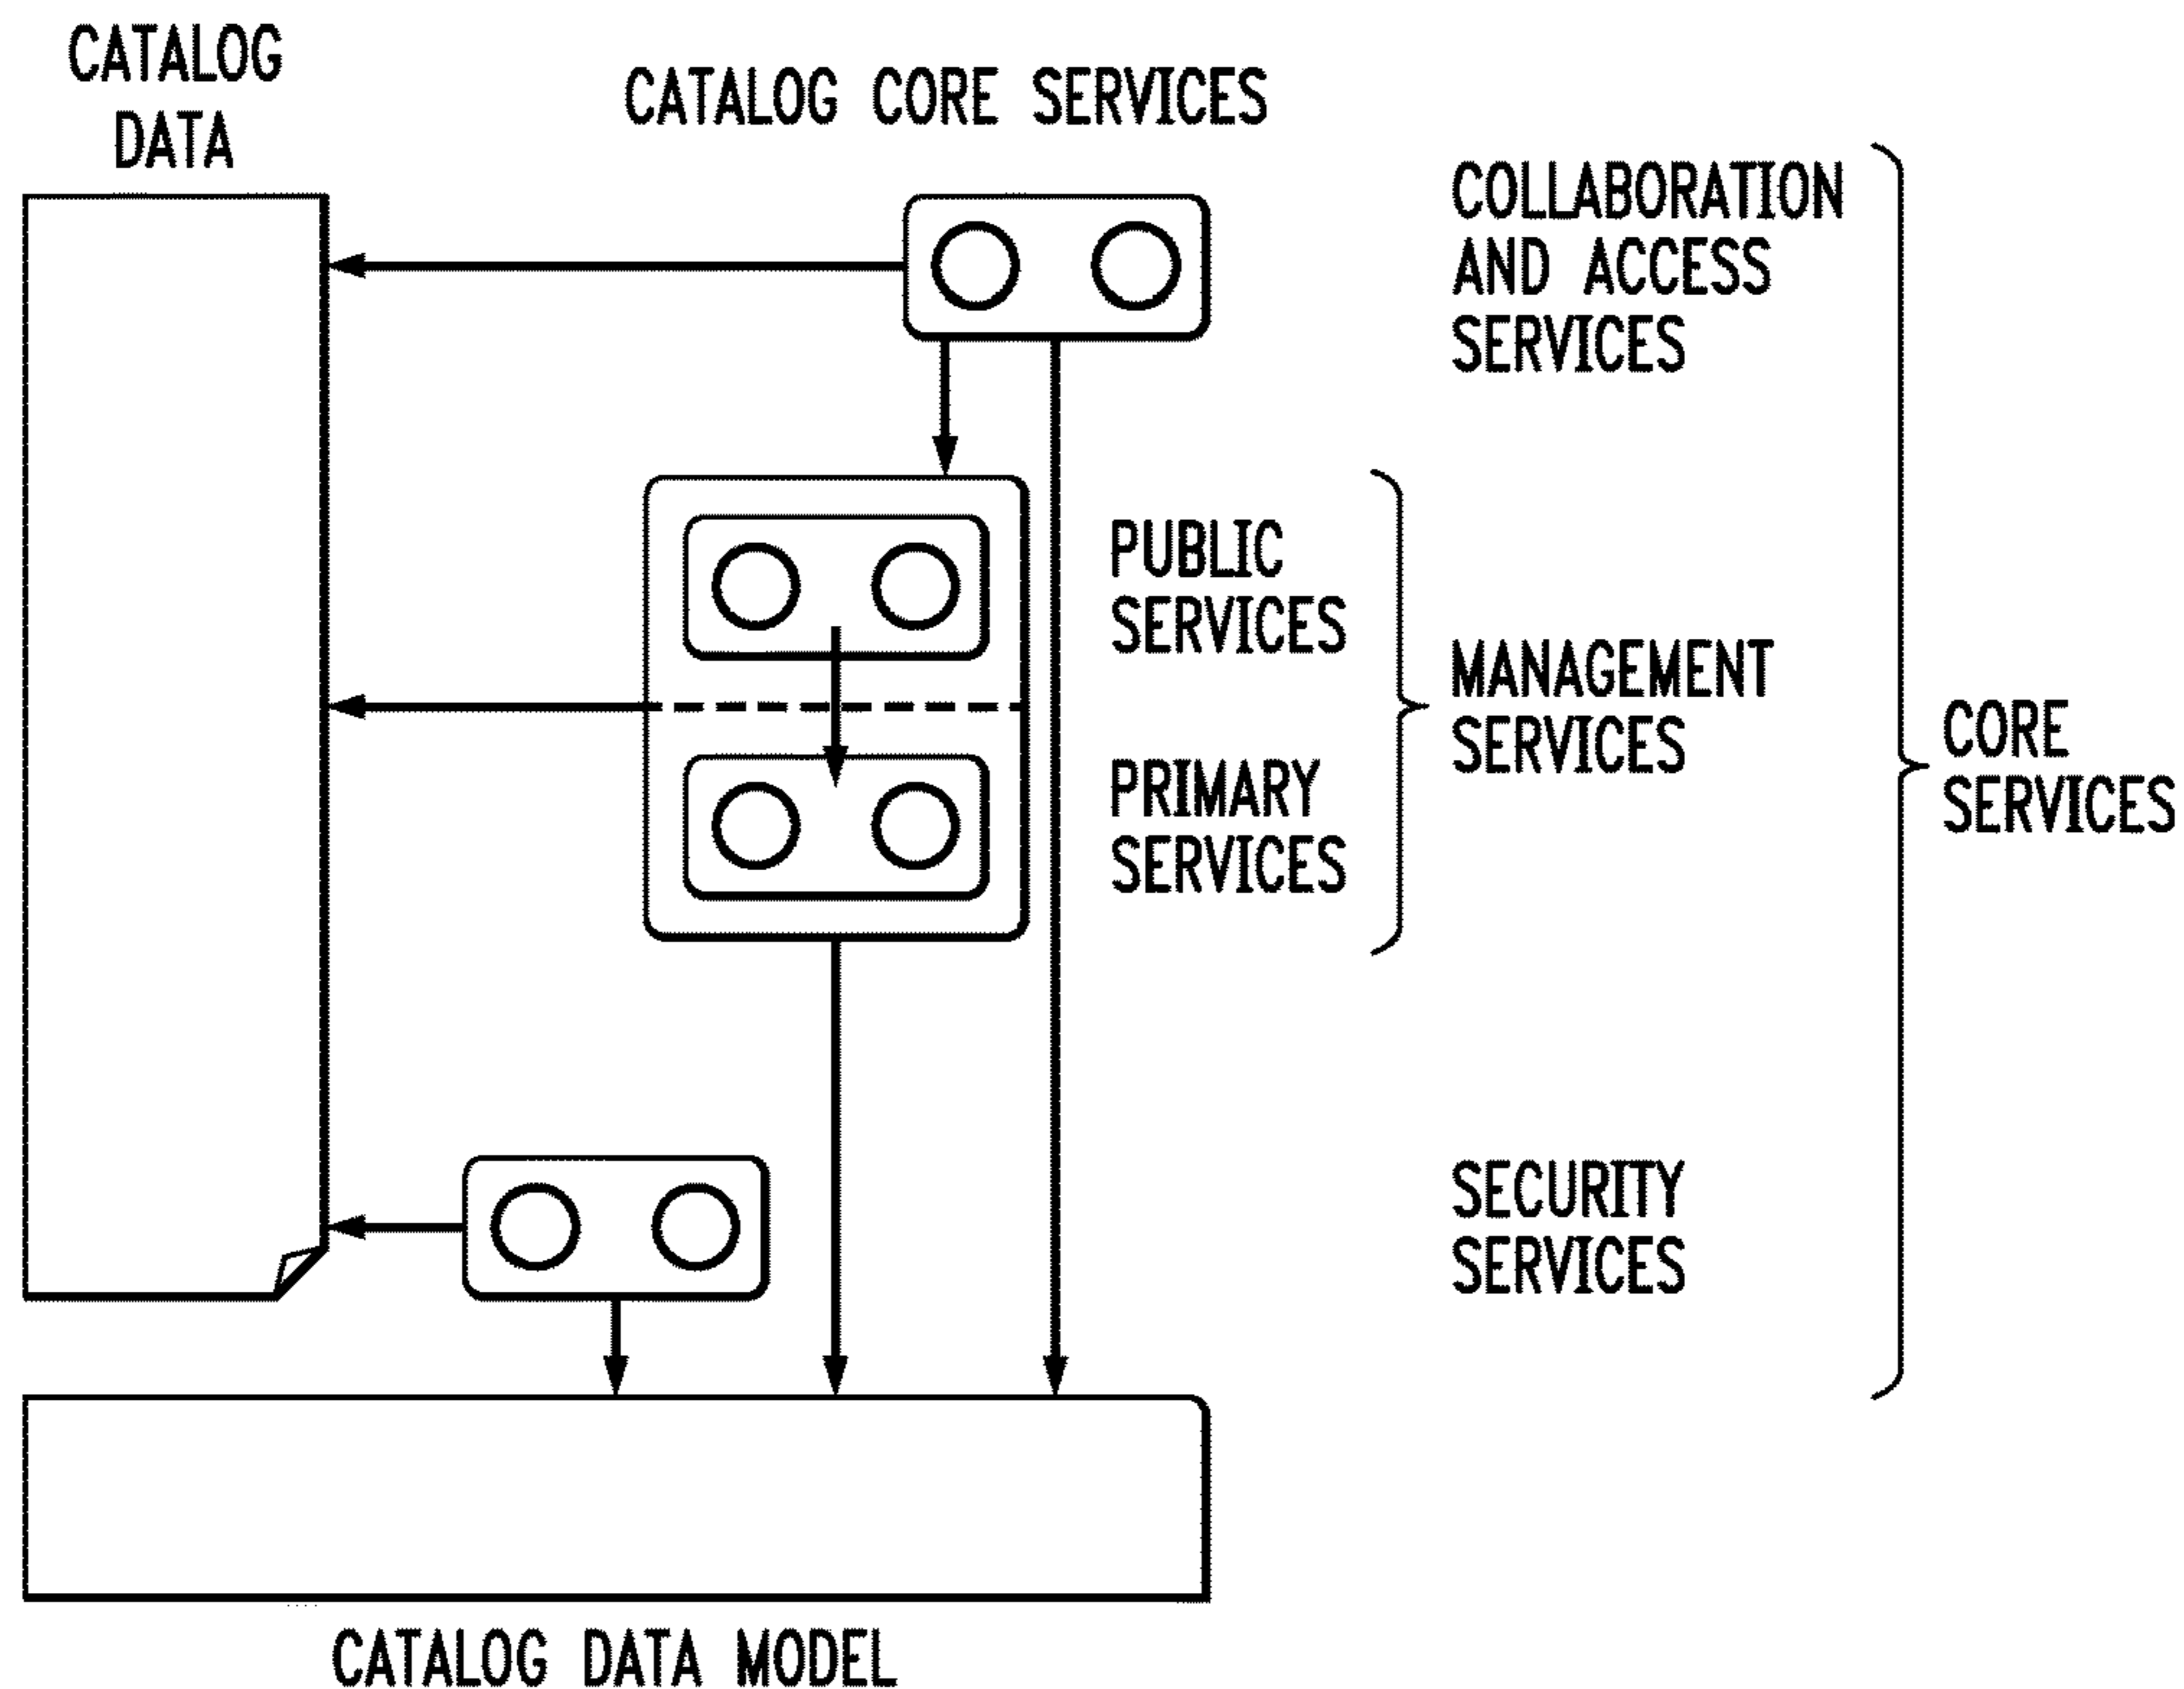 CATALOG
DATA
CATALOG CORE SERVICES
COLLABORATION
AND ACCESS
SERVICES
PUBLIC
SERVICES
PRIMARY
SERVICES
MANAGEMENT
SERVICES
CORE
SERVICES
SECURITY
SERVICES
CATALOG DATA MODEL